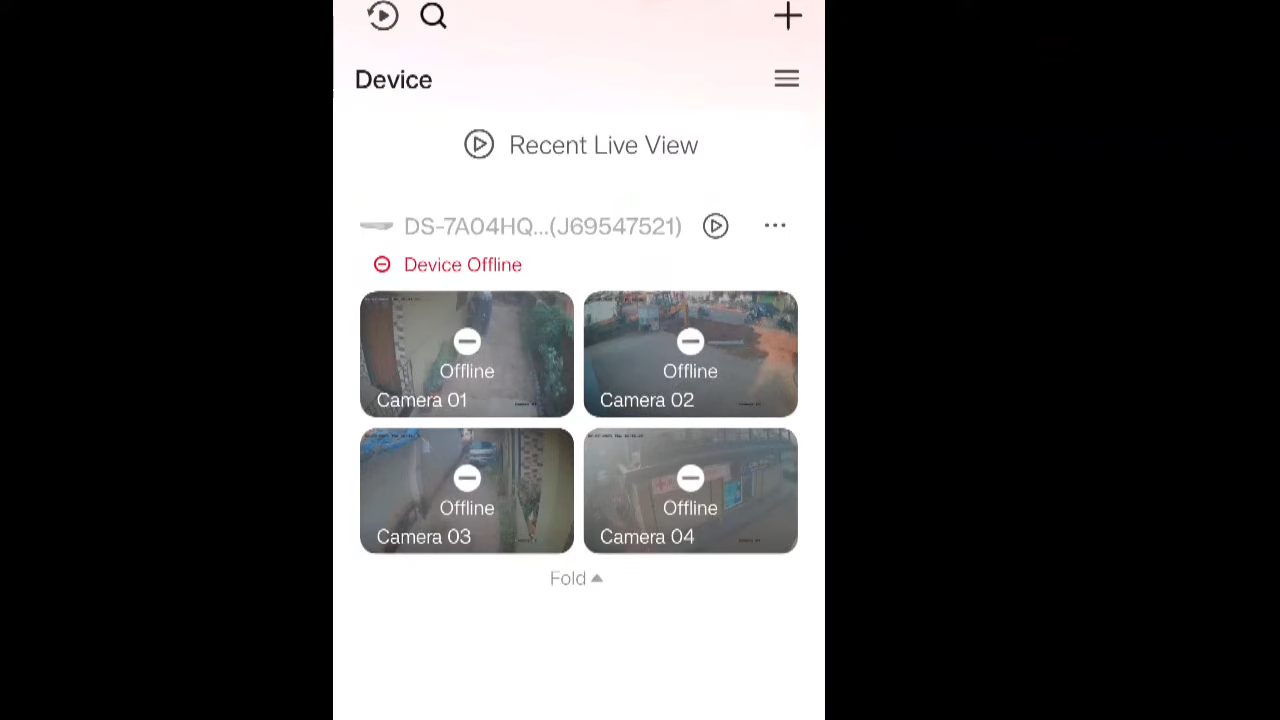 Device
Recent Live View
DS-7A04HQ...(J69547521)
Device Offline
Offline
Camera 01
Offline
Camera 02
Offline
Camera 03
Offline
Camera 04
Fold